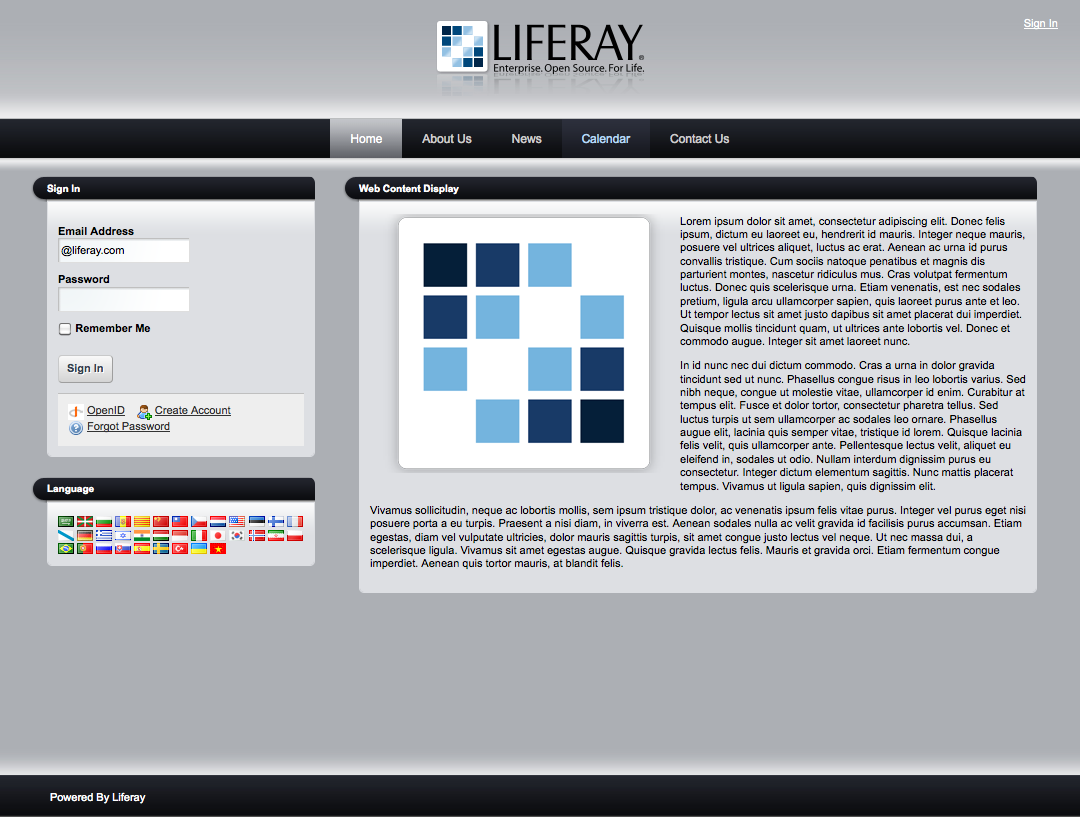 Sign In
LIFERAY®
Enterprise. Open Source. For Life.
Home
About Us
News
Calendar
Contact Us
Sign In
Email Address
@liferay.com
Password
Remember Me
Sign In
OpenID
Create Account
Forgot Password
Language
Web Content Display
Lorem ipsum dolor sit amet, consectetur adipiscing elit. Donec felis
ipsum, dictum eu laoreet eu, hendrerit id mauris. Integer neque mauris,
posuere vel ultrices aliquet, luctus ac erat. Aenean ac urna id purus
convallis tristique. Cum sociis natoque penatibus et magnis dis
parturient montes, nascetur ridiculus mus. Cras volutpat fermentum
luctus. Donec quis scelerisque urna. Etiam venenatis, est nec sodales
pretium, ligula arcu ullamcorper sapien, quis laoreet purus ante et leo.
Ut tempor lectus sit amet justo dapibus sit amet placerat dui imperdiet.
Quisque mollis tincidunt quam, ut ultrices ante lobortis vel. Donec et
commodo augue. Integer sit amet laoreet nunc.
In id nunc nec dui dictum commodo. Cras a urna in dolor gravida
tincidunt sed ut nunc. Phasellus congue risus in leo lobortis varius. Sed
nibh neque, congue ut molestie vitae, ullamcorper id enim. Curabitur at
tempus elit. Fusce et dolor tortor, consectetur pharetra tellus. Sed
luctus turpis ut sem ullamcorper ac sodales leo ornare. Phasellus
augue elit, lacinia quis semper vitae, tristique id lorem. Quisque lacinia
felis velit, quis ullamcorper ante. Pellentesque lectus velit, aliquet eu
eleifend in, sodales ut odio. Nullam interdum dignissim purus eu
consectetur. Integer dictum elementum sagittis. Nunc mattis placerat
tempus. Vivamus ut ligula sapien, quis dignissim elit.
Vivamus sollicitudin, neque ac lobortis mollis, sem ipsum tristique dolor, ac venenatis ipsum felis vitae purus. Integer vel purus eget nisi
posuere porta a eu turpis. Praesent a nisi diam, in viverra est. Aenean sodales nulla ac velit gravida id facilisis purus accumsan. Etiam
egestas, diam vel vulputate ultricies, dolor mauris sagittis turpis, sit amet congue justo lectus vel neque. Ut nec massa dui, a
scelerisque ligula. Vivamus sit amet egestas augue. Quisque gravida lectus felis. Mauris et gravida orci. Etiam fermentum congue
imperdiet. Aenean quis tortor mauris, at blandit felis.
Powered By Liferay